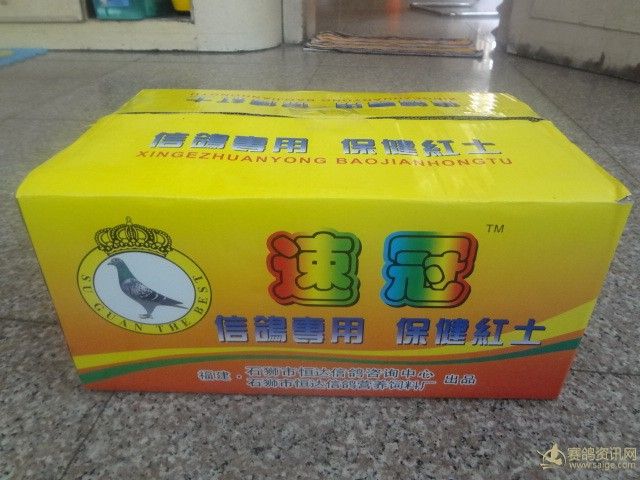 信鴿專用 保健紅土
XINGEZHUANYONG BAOJIANHONGTU
速冠 ™
SU GUAN THE BEST
信鴿專用 保健紅土
福建·石狮市恒达信鸽咨询中心
石狮市恒达信鸽营养饲料厂
出品
赛鸽资讯网
www.saige.com